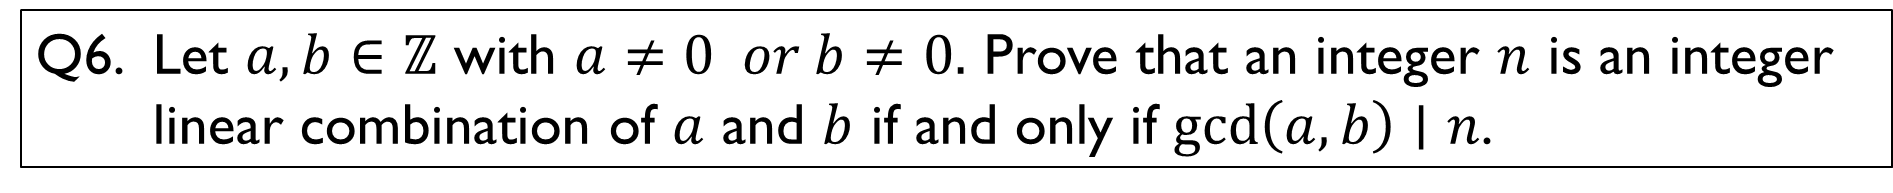 Q6. Let 𝑎, 𝑏 ∈ ℤ with 𝑎 ≠ 0 𝑜𝑟 𝑏 ≠ 0. Prove that an integer 𝑛 is an integer
linear combination of 𝑎 and 𝑏 if and only if gcd(𝑎, 𝑏) | 𝑛.